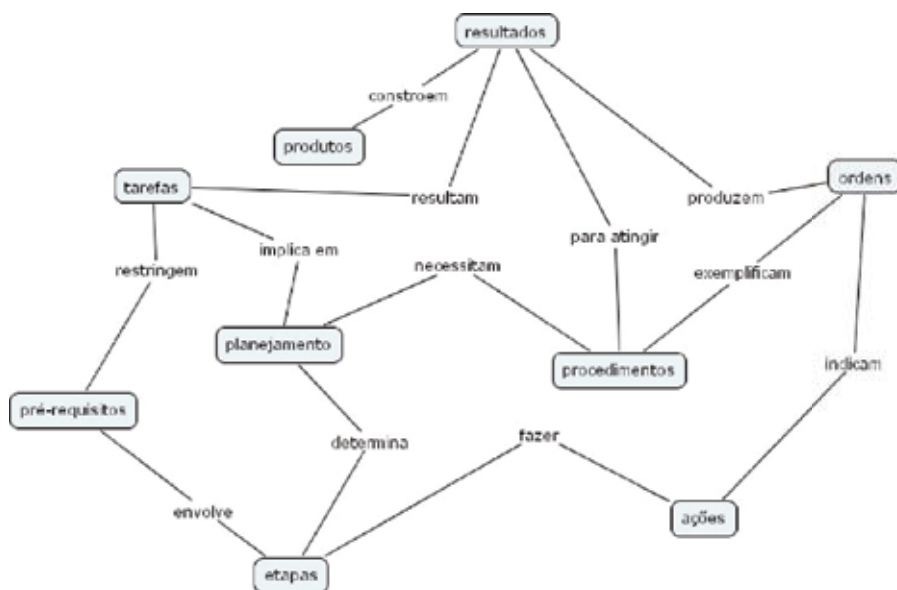 resultados
constroem
produtos
tarefas
resultam
produzem
ordens
implica em
para atingir
restringem
necessitam
exemplificam
planejamento
procedimentos
indicam
pré-requisitos
determina
fazer
envolve
ações
etapas